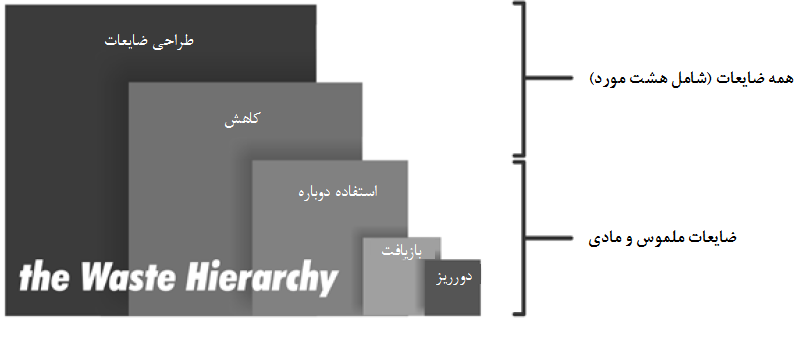 طراحی ضایعات
کاهش
همه ضایعات (شامل هشت مورد)
استفاده دوباره
بازیافت
ضایعات ملموس و مادی
دورریز
the Waste Hierarchy